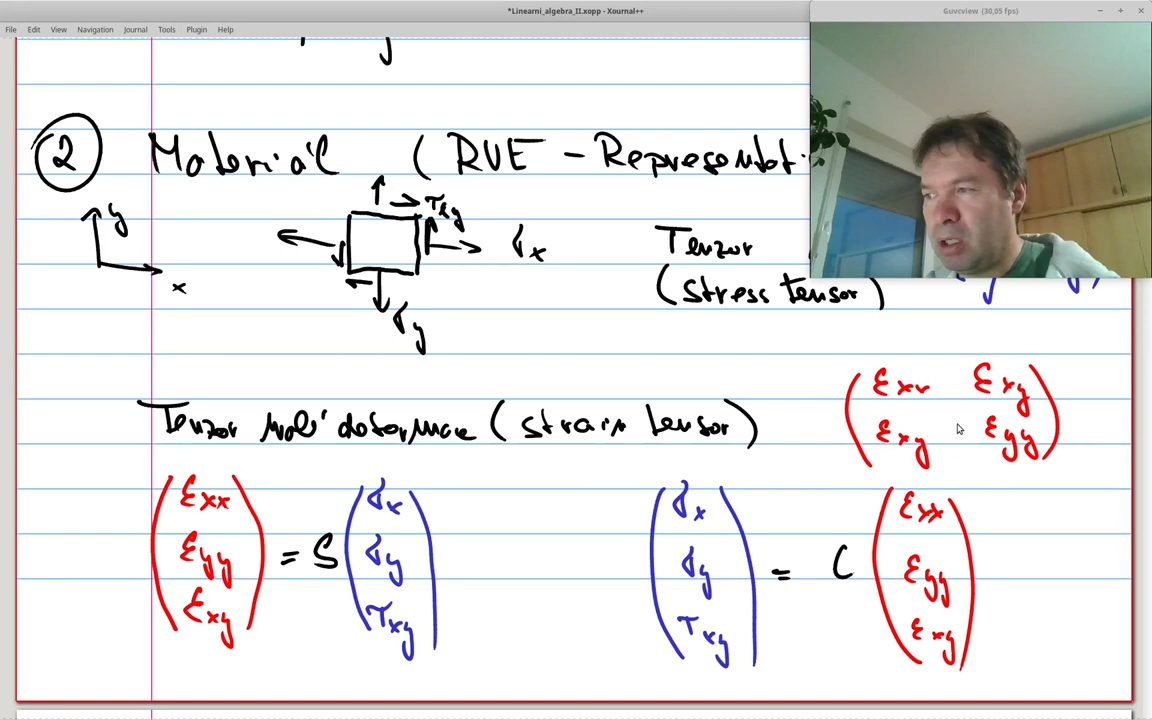 *Linearni_algebra_II.xopp - Xournal++
Guvcview (30,05 fps)
File Edit View Navigation Journal Tools Plugin Help
2 Materiál (RVE - Representati
y
x
τxy
σx
σy
Tenzor
(stress tensor)
Tenzor malé deformace (strain tensor)
εxx εxy
εxy εyy
εxx
εyy
εxy
= S
σx
σy
τxy
σx
σy
τxy
= C
εxx
εyy
εxy